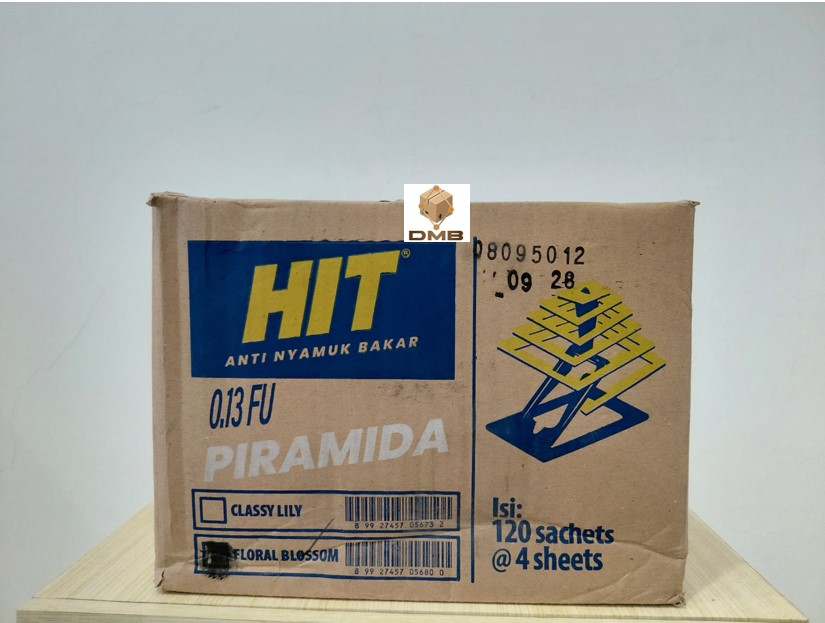 DMB
08095012
09 28
HIT®
ANTI NYAMUK BAKAR
0.13 FU
PIRAMIDA
CLASSY LILY
8 99 27457 05673 2
FLORAL BLOSSOM
8 99 27457 05680 0
Isi:
120 sachets
@ 4 sheets